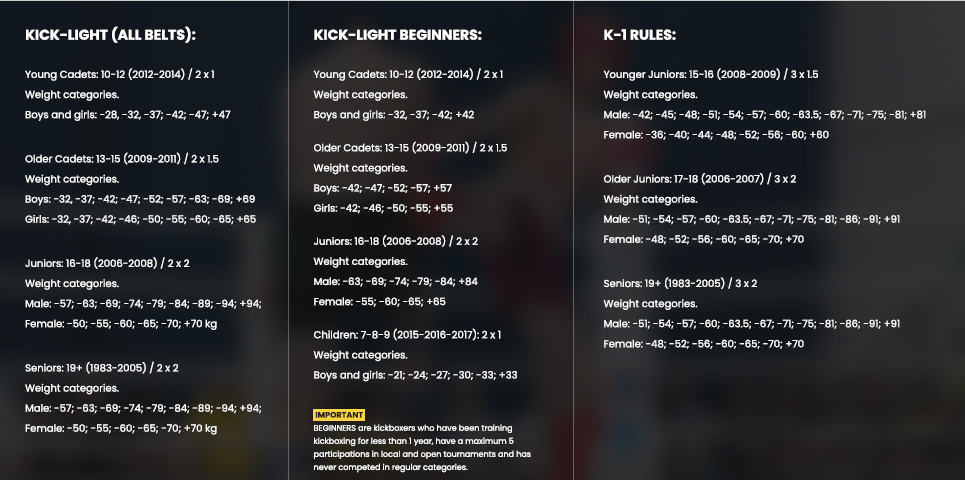 KICK-LIGHT (ALL BELTS):
Young Cadets: 10-12 (2012-2014) / 2 x 1
Weight categories.
Boys and girls: -28, -32, -37; -42; -47; +47
Older Cadets: 13-15 (2009-2011) / 2 x 1.5
Weight categories.
Boys: -32, -37; -42; -47; -52; -57; -63; -69; +69
Girls: -32, -37; -42; -46; -50; -55; -60; -65; +65
Juniors: 16-18 (2006-2008) / 2 x 2
Weight categories.
Male: -57; -63; -69; -74; -79; -84; -89; -94; +94;
Female: -50; -55; -60; -65; -70; +70 kg
Seniors: 19+ (1983-2005) / 2 x 2
Weight categories.
Male: -57; -63; -69; -74; -79; -84; -89; -94; +94;
Female: -50; -55; -60; -65; -70; +70 kg
KICK-LIGHT BEGINNERS:
Young Cadets: 10-12 (2012-2014) / 2 x 1
Weight categories.
Boys and girls: -32, -37; -42; +42
Older Cadets: 13-15 (2009-2011) / 2 x 1.5
Weight categories.
Boys: -42; -47; -52; -57; +57
Girls: -42; -46; -50; -55; +55
Juniors: 16-18 (2006-2008) / 2 x 2
Weight categories.
Male: -63; -69; -74; -79; -84; +84
Female: -55; -60; -65; +65
Children: 7-8-9 (2015-2016-2017): 2 x 1
Weight categories.
Boys and girls: -21; -24; -27; -30; -33; +33
IMPORTANT
BEGINNERS are kickboxers who have been training
kickboxing for less than 1 year, have a maximum 5
participations in local and open tournaments and has
never competed in regular categories.
K-1 RULES:
Younger Juniors: 15-16 (2008-2009) / 3 x 1.5
Weight categories.
Male: -42; -45; -48; -51; -54; -57; -60; -63.5; -67; -71; -75; -81; +81
Female: -36; -40; -44; -48; -52; -56; -60; +60
Older Juniors: 17-18 (2006-2007) / 3 x 2
Weight categories.
Male: -51; -54; -57; -60; -63.5; -67; -71; -75; -81; -86; -91; +91
Female: -48; -52; -56; -60; -65; -70; +70
Seniors: 19+ (1983-2005) / 3 x 2
Weight categories.
Male: -51; -54; -57; -60; -63.5; -67; -71; -75; -81; -86; -91; +91
Female: -48; -52; -56; -60; -65; -70; +70